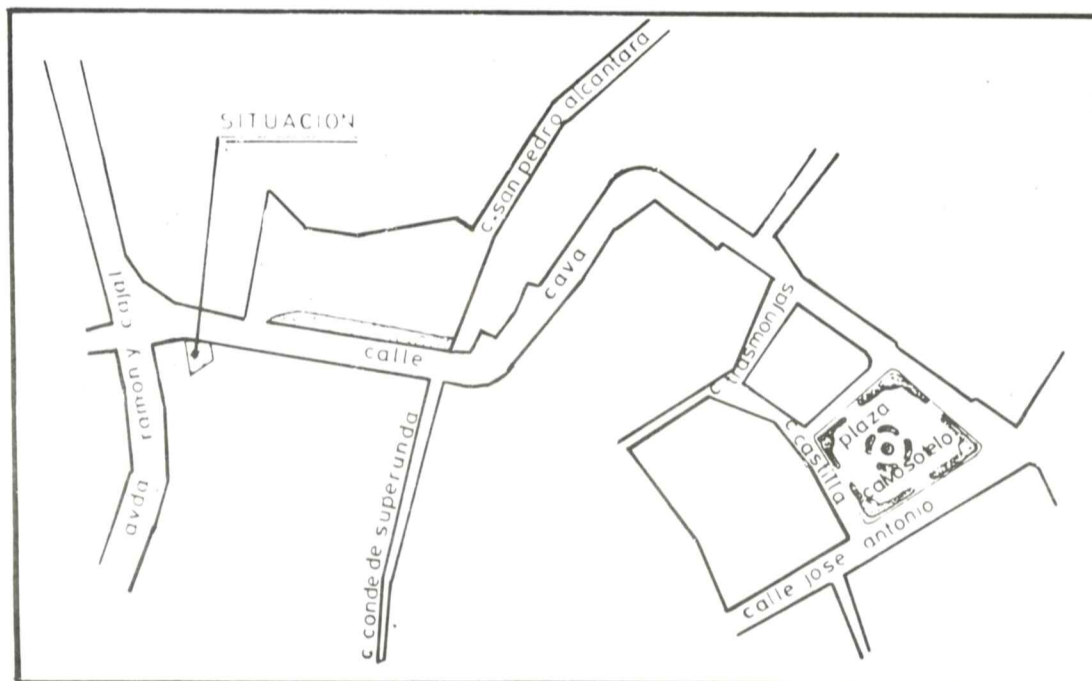 SITUACION
c. san pedro alcantara
avda ramon y cajal
calle cava
c conde de superunda
c trasmonjas
c castilla
plaza
calvo sotelo
calle jose antonio